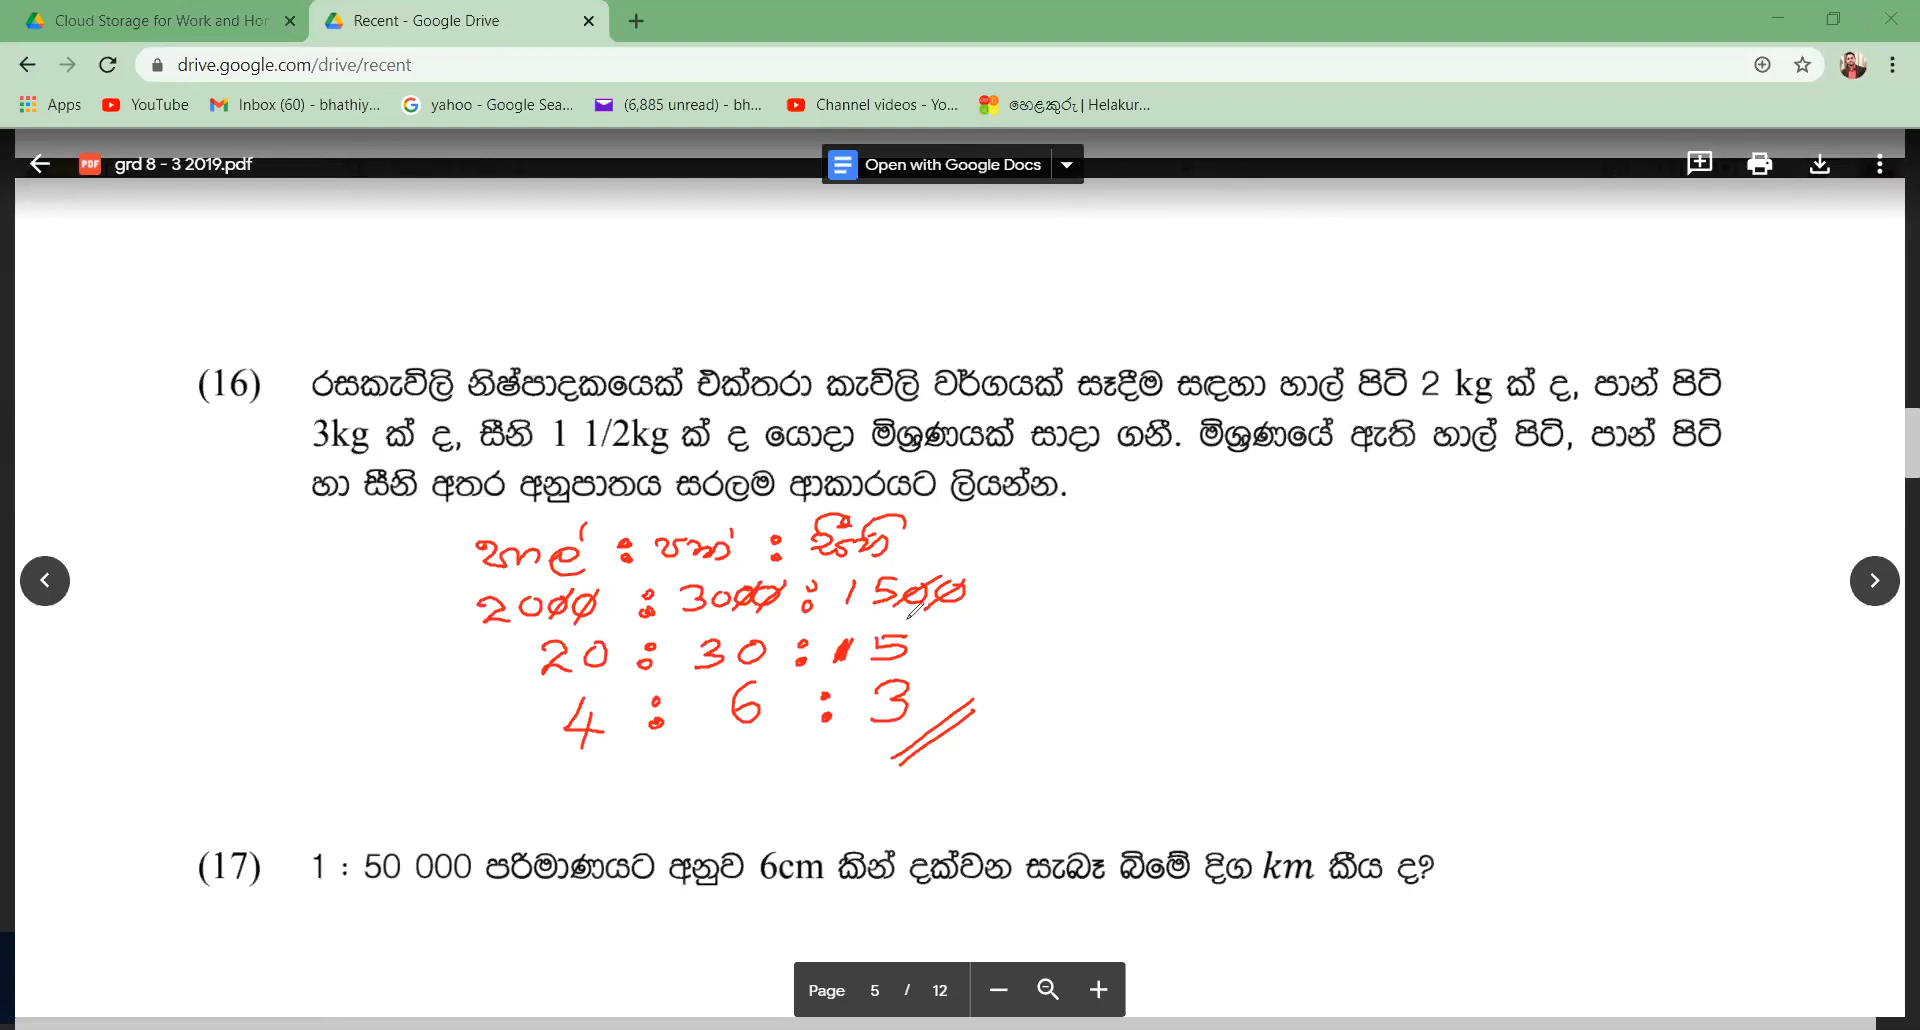 Cloud Storage for Work and Hor
Recent - Google Drive
drive.google.com/drive/recent
Apps YouTube Inbox (60) - bhathiy... yahoo - Google Sea... (6,885 unread) - bh... Channel videos - Yo... හෙළකුරු | Helakur...
PDF grd 8 - 3 2019.pdf Open with Google Docs
(16) රසකැවිලි නිෂ්පාදකයෙක් එක්තරා කැවිලි වර්ගයක් සෑදීම සඳහා හාල් පිටි 2 kg ක් ද, පාන් පිටි
3kg ක් ද, සීනි 1 1/2kg ක් ද යොදා මිශ්‍රණයක් සාදා ගනී. මිශ්‍රණයේ ඇති හාල් පිටි, පාන් පිටි
හා සීනි අතර අනුපාතය සරලම ආකාරයට ලියන්න.
හාල් : පාන් : සීනි
2000 : 3000 : 1500
20 : 30 : 15
4 : 6 : 3
(17) 1 : 50 000 පරිමාණයට අනුව 6cm කින් දක්වන සැබෑ බිමේ දිග km කීය ද?
Page 5 / 12